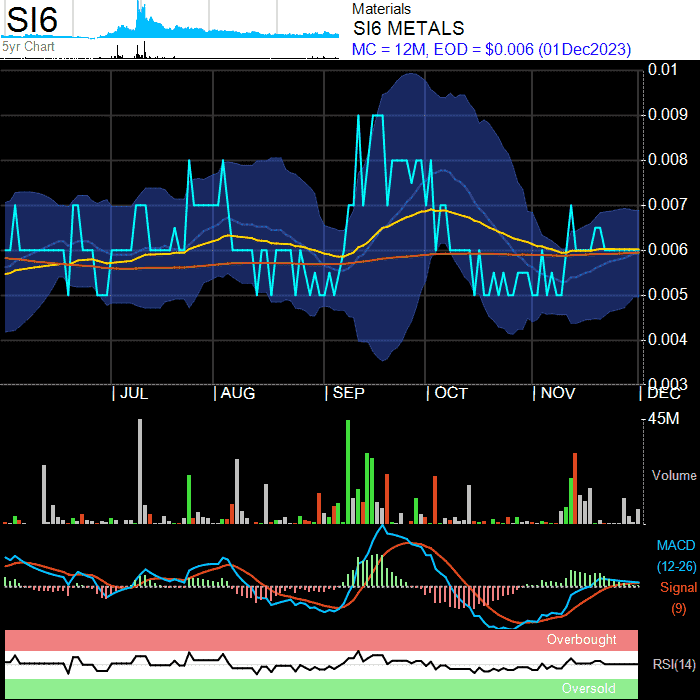 SI6
5yr Chart
Materials
SI6 METALS
MC = 12M, EOD = $0.006 (01Dec2023)
0.01
0.009
0.008
0.007
0.006
0.005
0.004
0.003
JUL AUG SEP OCT NOV DEC
45M
Volume
MACD
(12-26)
Signal
(9)
Overbought
RSI(14)
Oversold